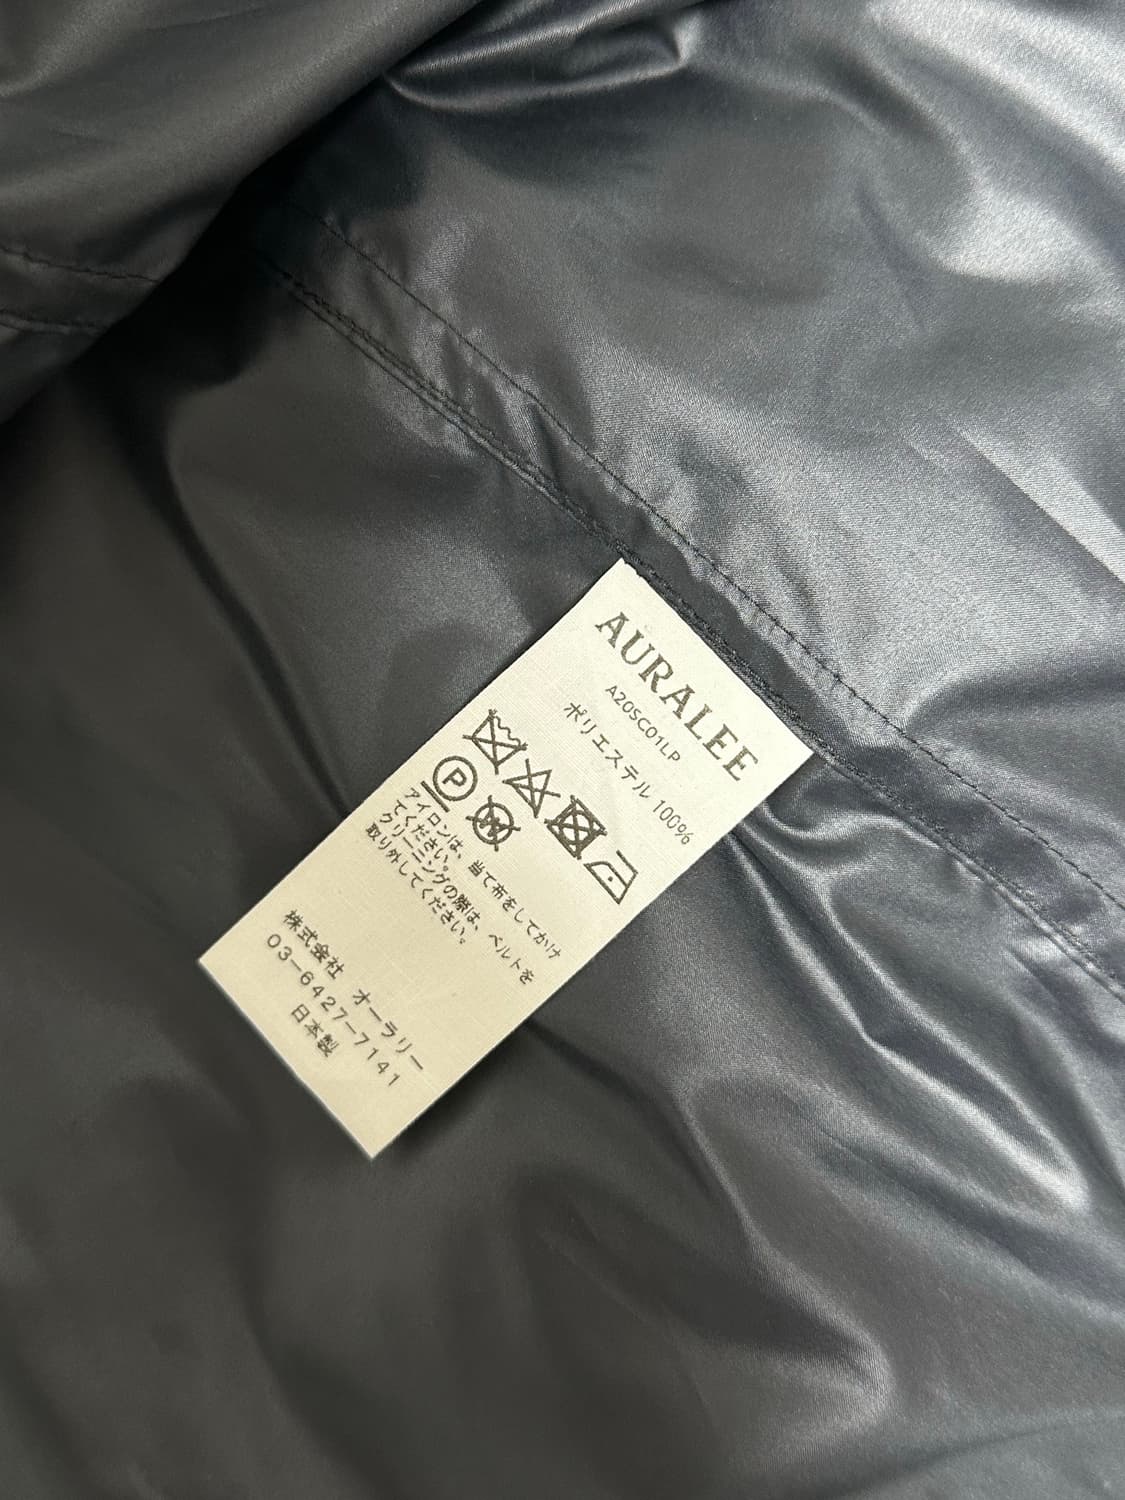 AURALEE
A20SC01LP
ポリエステル 100%
P
W
アイロンは、当て布をしてかけ
てください。
クリーニングの際は、ベルトを
取り外してください。
株式会社 オーラリー
03-6427-7141
日本製